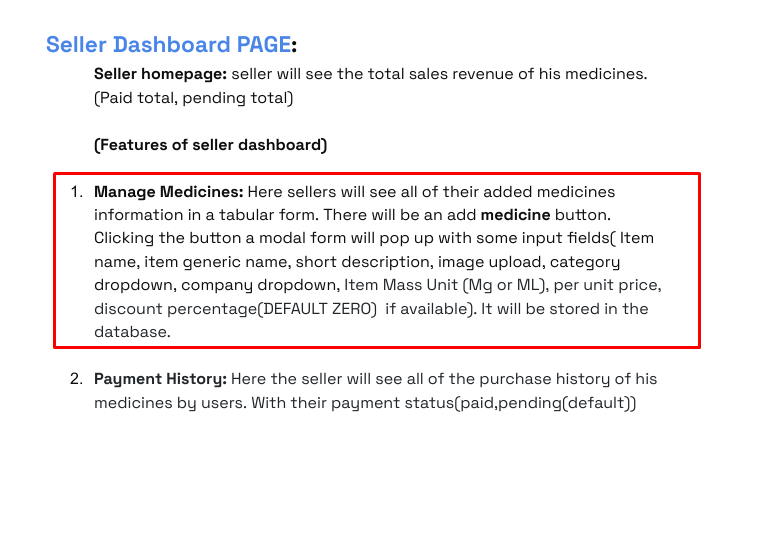 Seller Dashboard PAGE:
Seller homepage: seller will see the total sales revenue of his medicines.
(Paid total, pending total)
(Features of seller dashboard)
1. Manage Medicines: Here sellers will see all of their added medicines
information in a tabular form. There will be an add medicine button.
Clicking the button a modal form will pop up with some input fields( Item
name, item generic name, short description, image upload, category
dropdown, company dropdown, Item Mass Unit (Mg or ML), per unit price,
discount percentage(DEFAULT ZERO)  if available). It will be stored in the
database.
2. Payment History: Here the seller will see all of the purchase history of his
medicines by users. With their payment status(paid,pending(default))